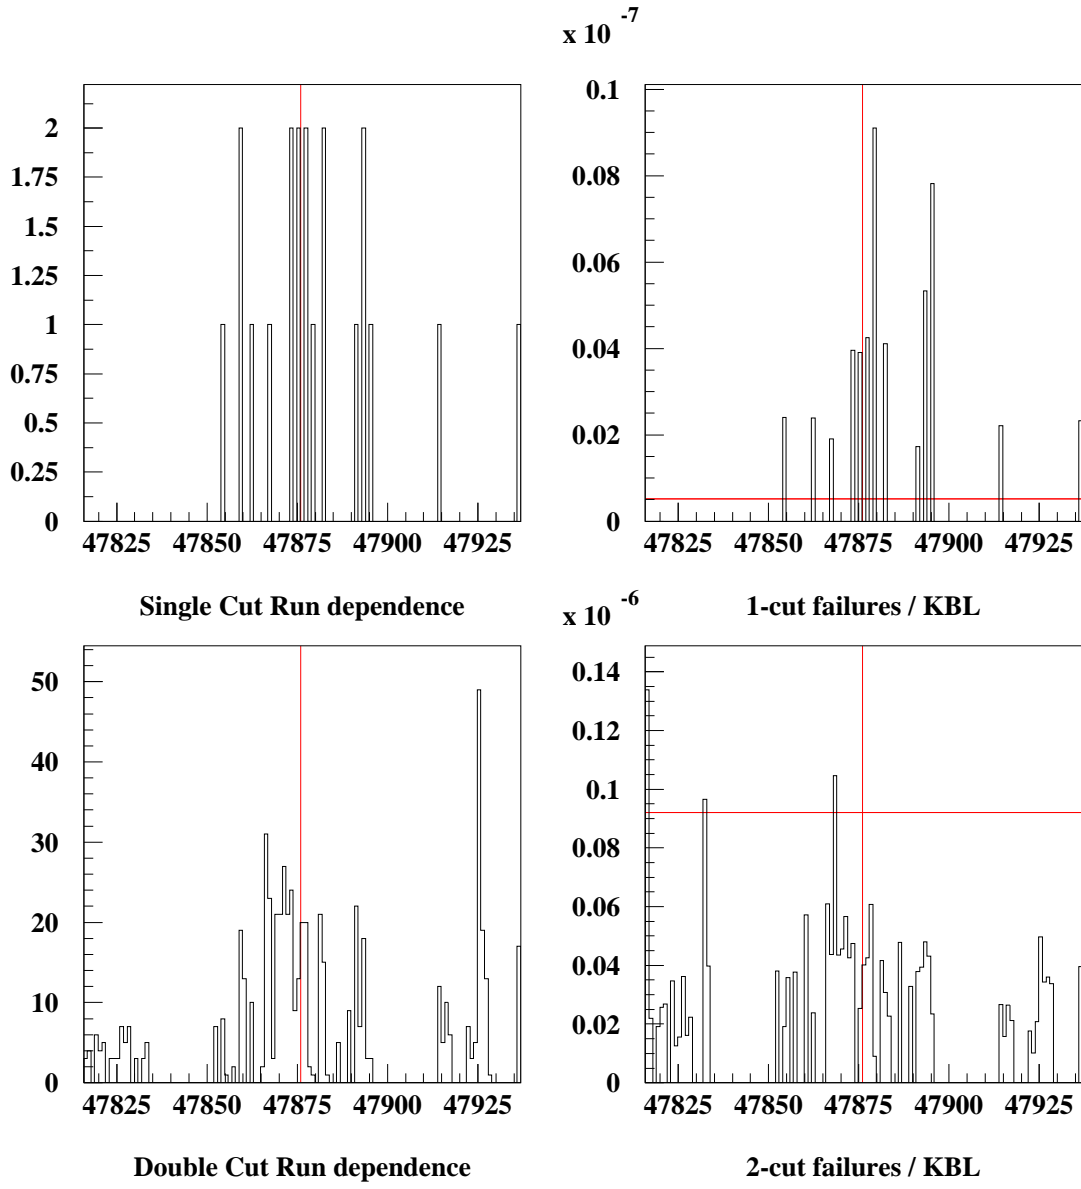 x 10 -7
2
1.75
1.5
1.25
1
0.75
0.5
0.25
0
47825 47850 47875 47900 47925
Single Cut Run dependence
0.1
0.08
0.06
0.04
0.02
0
47825 47850 47875 47900 47925
1-cut failures / KBL
50
40
30
20
10
0
47825 47850 47875 47900 47925
Double Cut Run dependence
x 10 -6
0.14
0.12
0.1
0.08
0.06
0.04
0.02
0
47825 47850 47875 47900 47925
2-cut failures / KBL